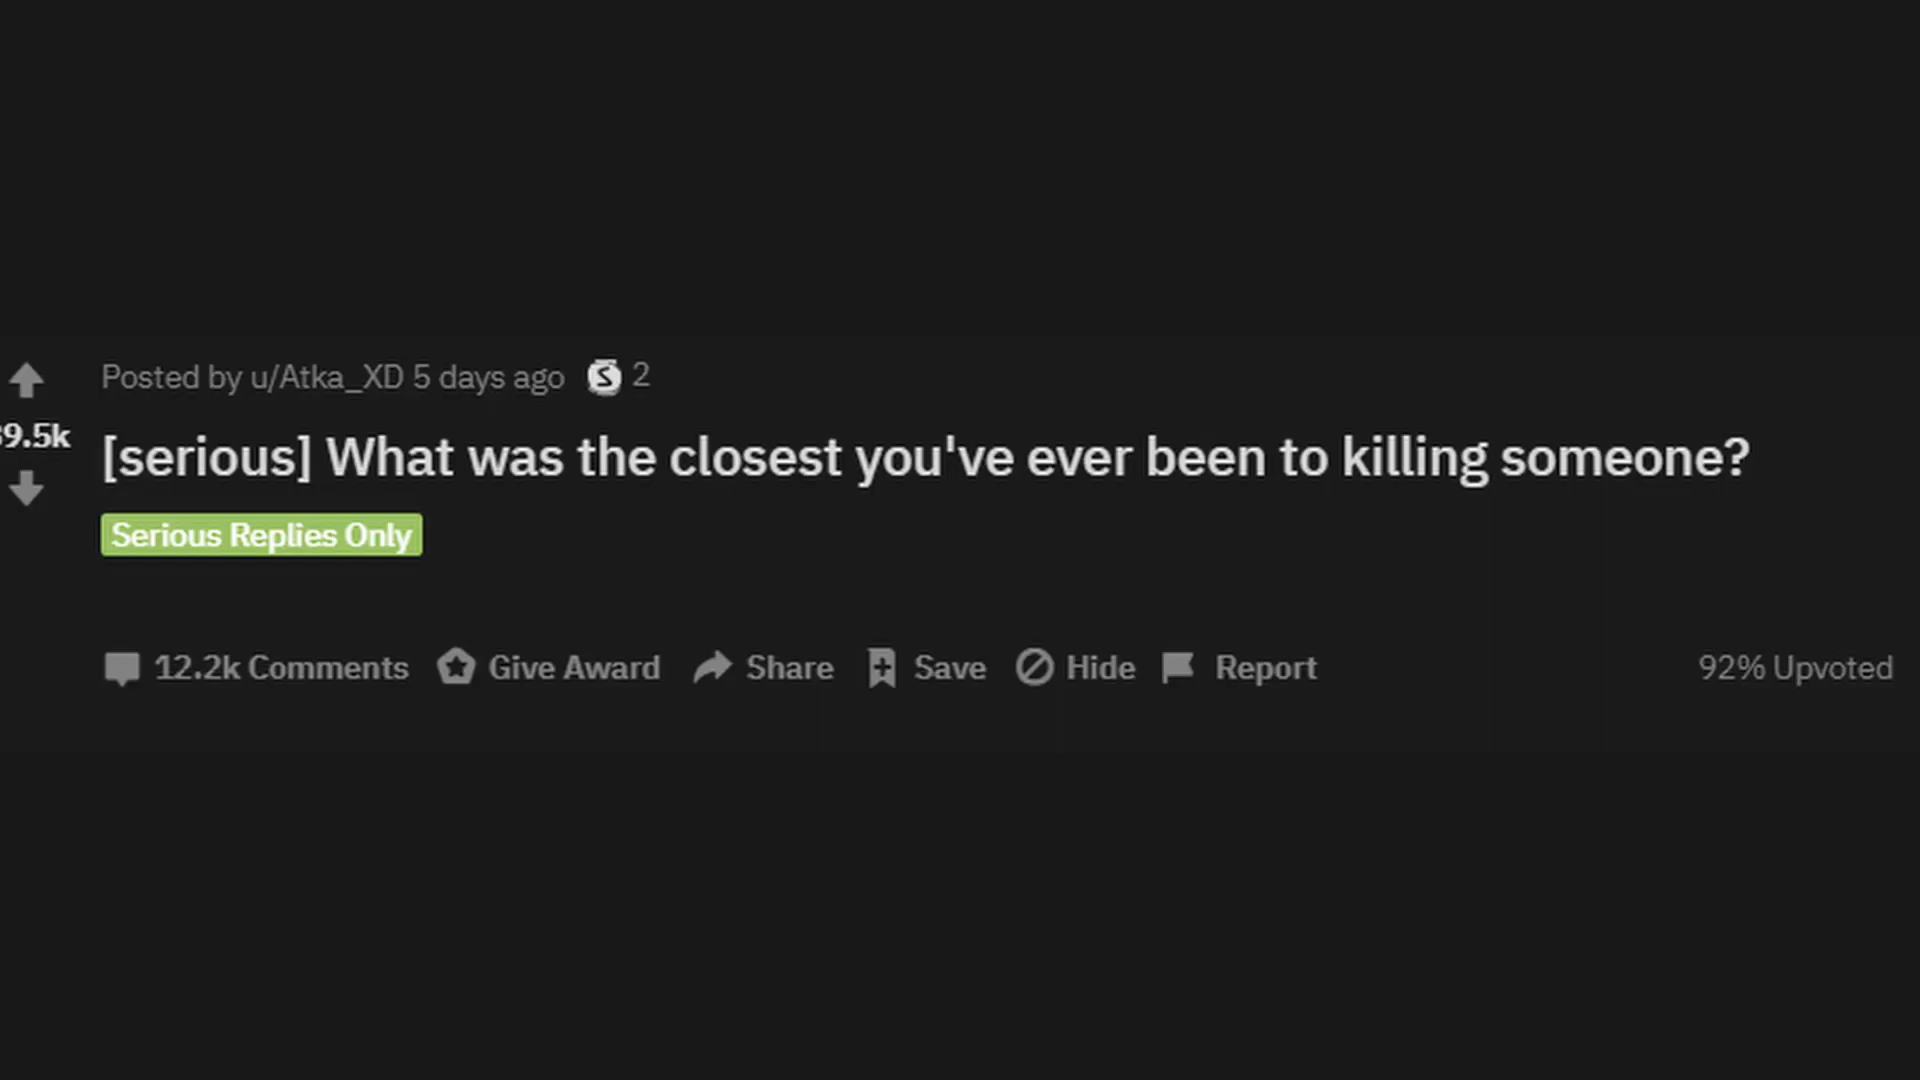 Posted by u/Atka_XD 5 days ago 2
9.5k
[serious] What was the closest you've ever been to killing someone?
Serious Replies Only
12.2k Comments Give Award Share Save Hide Report 92% Upvoted